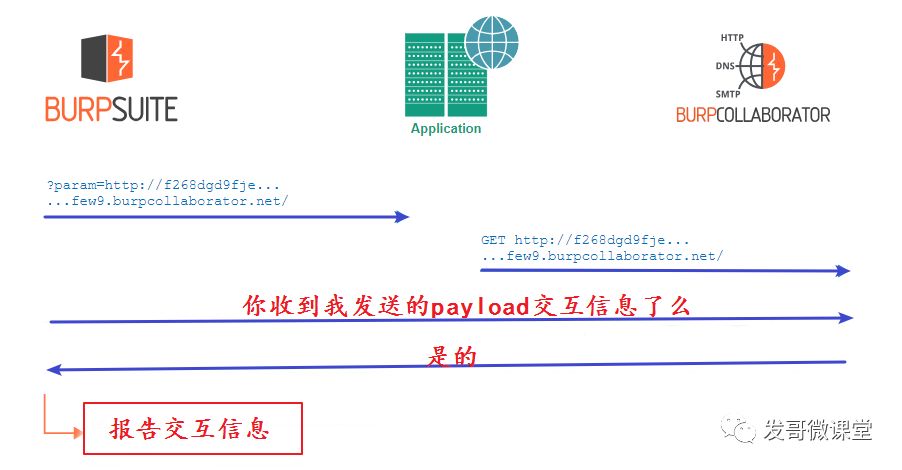 HTTP
DNS
SMTP
BURPSUITE
Application
BURPCOLLABORATOR
?param=http://f268dgd9fje...
...few9.burpcollaborator.net/
GET http://f268dgd9fje...
...few9.burpcollaborator.net/
你收到我发送的payload交互信息了么
是的
报告交互信息
发哥微课堂